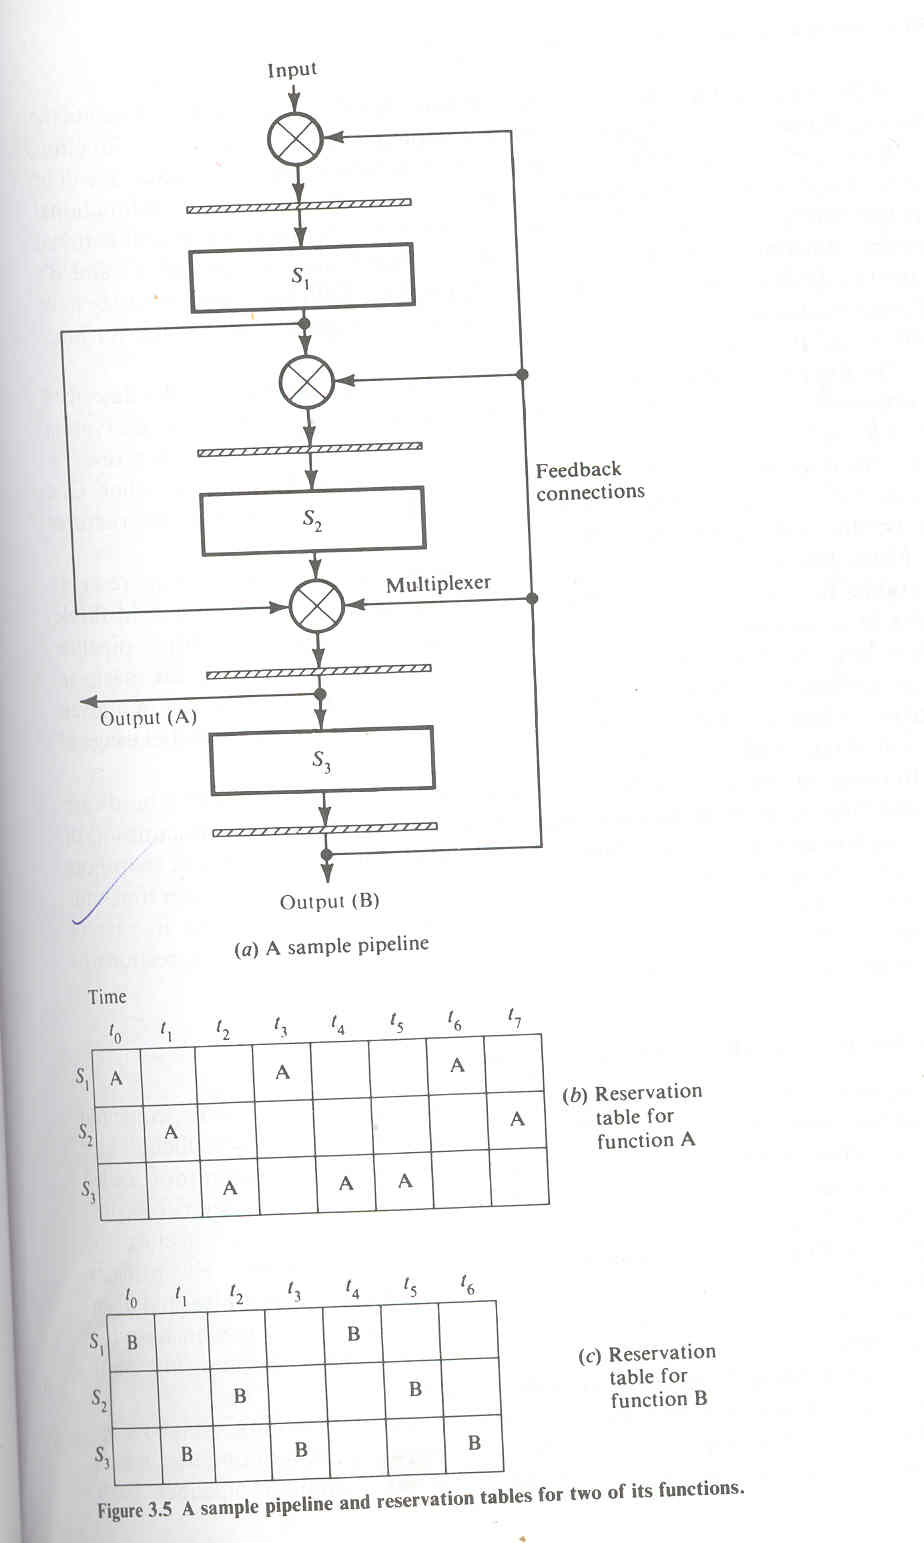 Input
S1
Feedback
connections
S2
Multiplexer
Output (A)
S3
Output (B)
(a) A sample pipeline
Time
t0 t1 t2 t3 t4 t5 t6 t7
S1 A A A
S2 A A
S3 A A A
(b) Reservation
table for
function A
t0 t1 t2 t3 t4 t5 t6
S1 B B
S2 B B
S3 B B B
(c) Reservation
table for
function B
Figure 3.5 A sample pipeline and reservation tables for two of its functions.